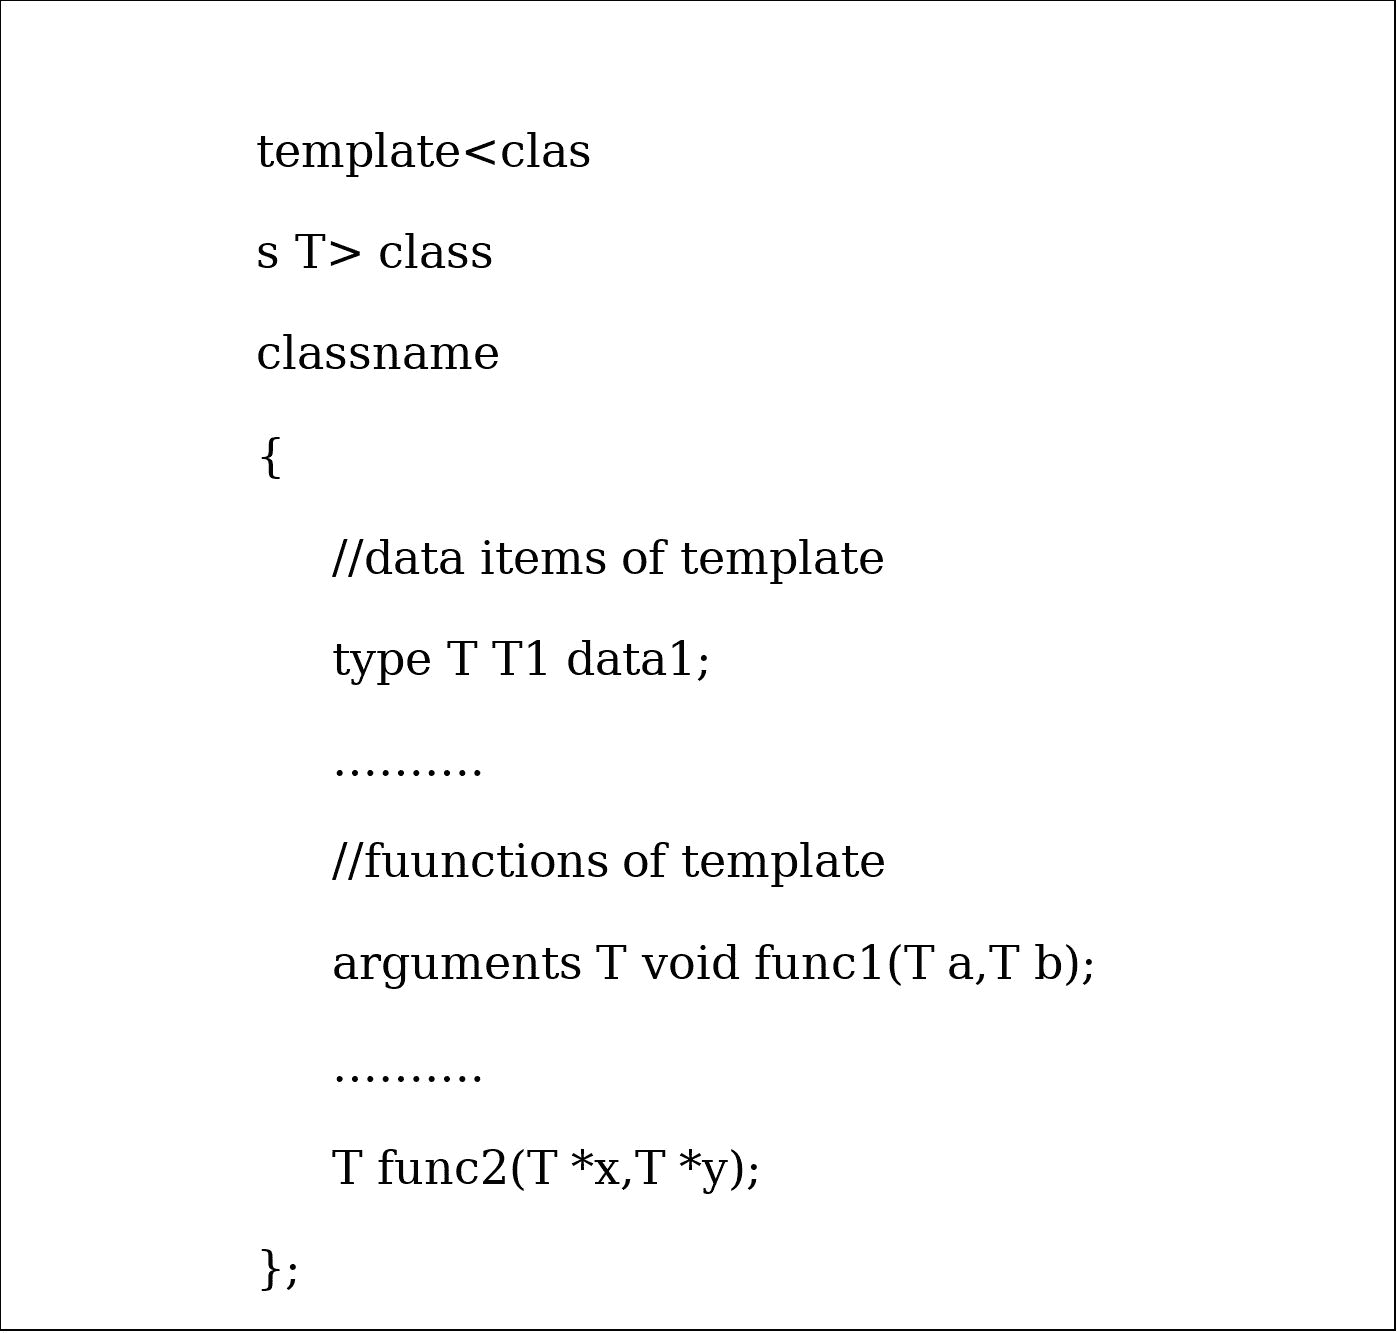 template<clas
s T> class
classname
{
//data items of template
type T T1 data1;
..........
//fuunctions of template
arguments T void func1(T a,T b);
..........
T func2(T *x,T *y);
};